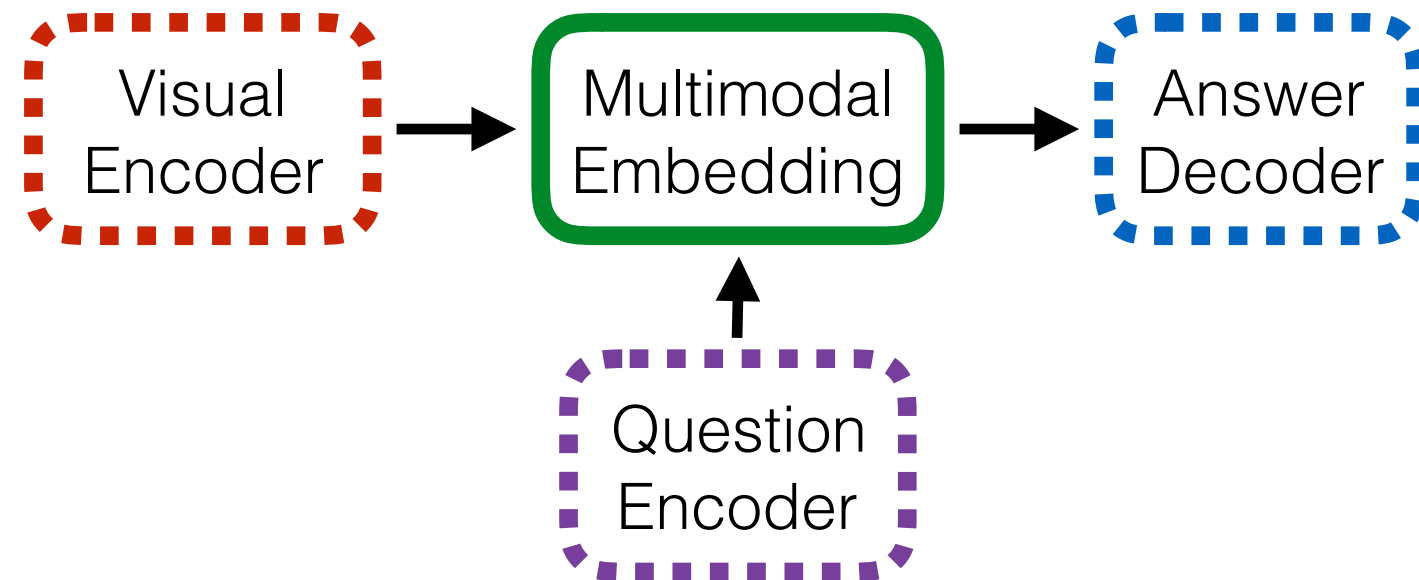 Visual
Encoder
Multimodal
Embedding
Answer
Decoder
Question
Encoder